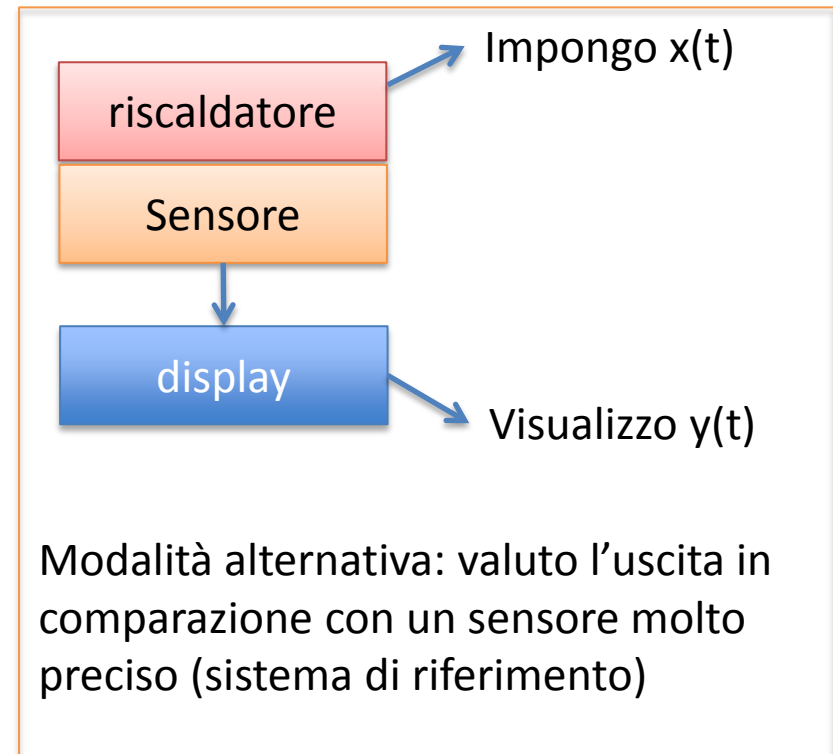 Impongo x(t)
riscaldatore
Sensore
display
Visualizzo y(t)
Modalità alternativa: valuto l’uscita in
comparazione con un sensore molto
preciso (sistema di riferimento)